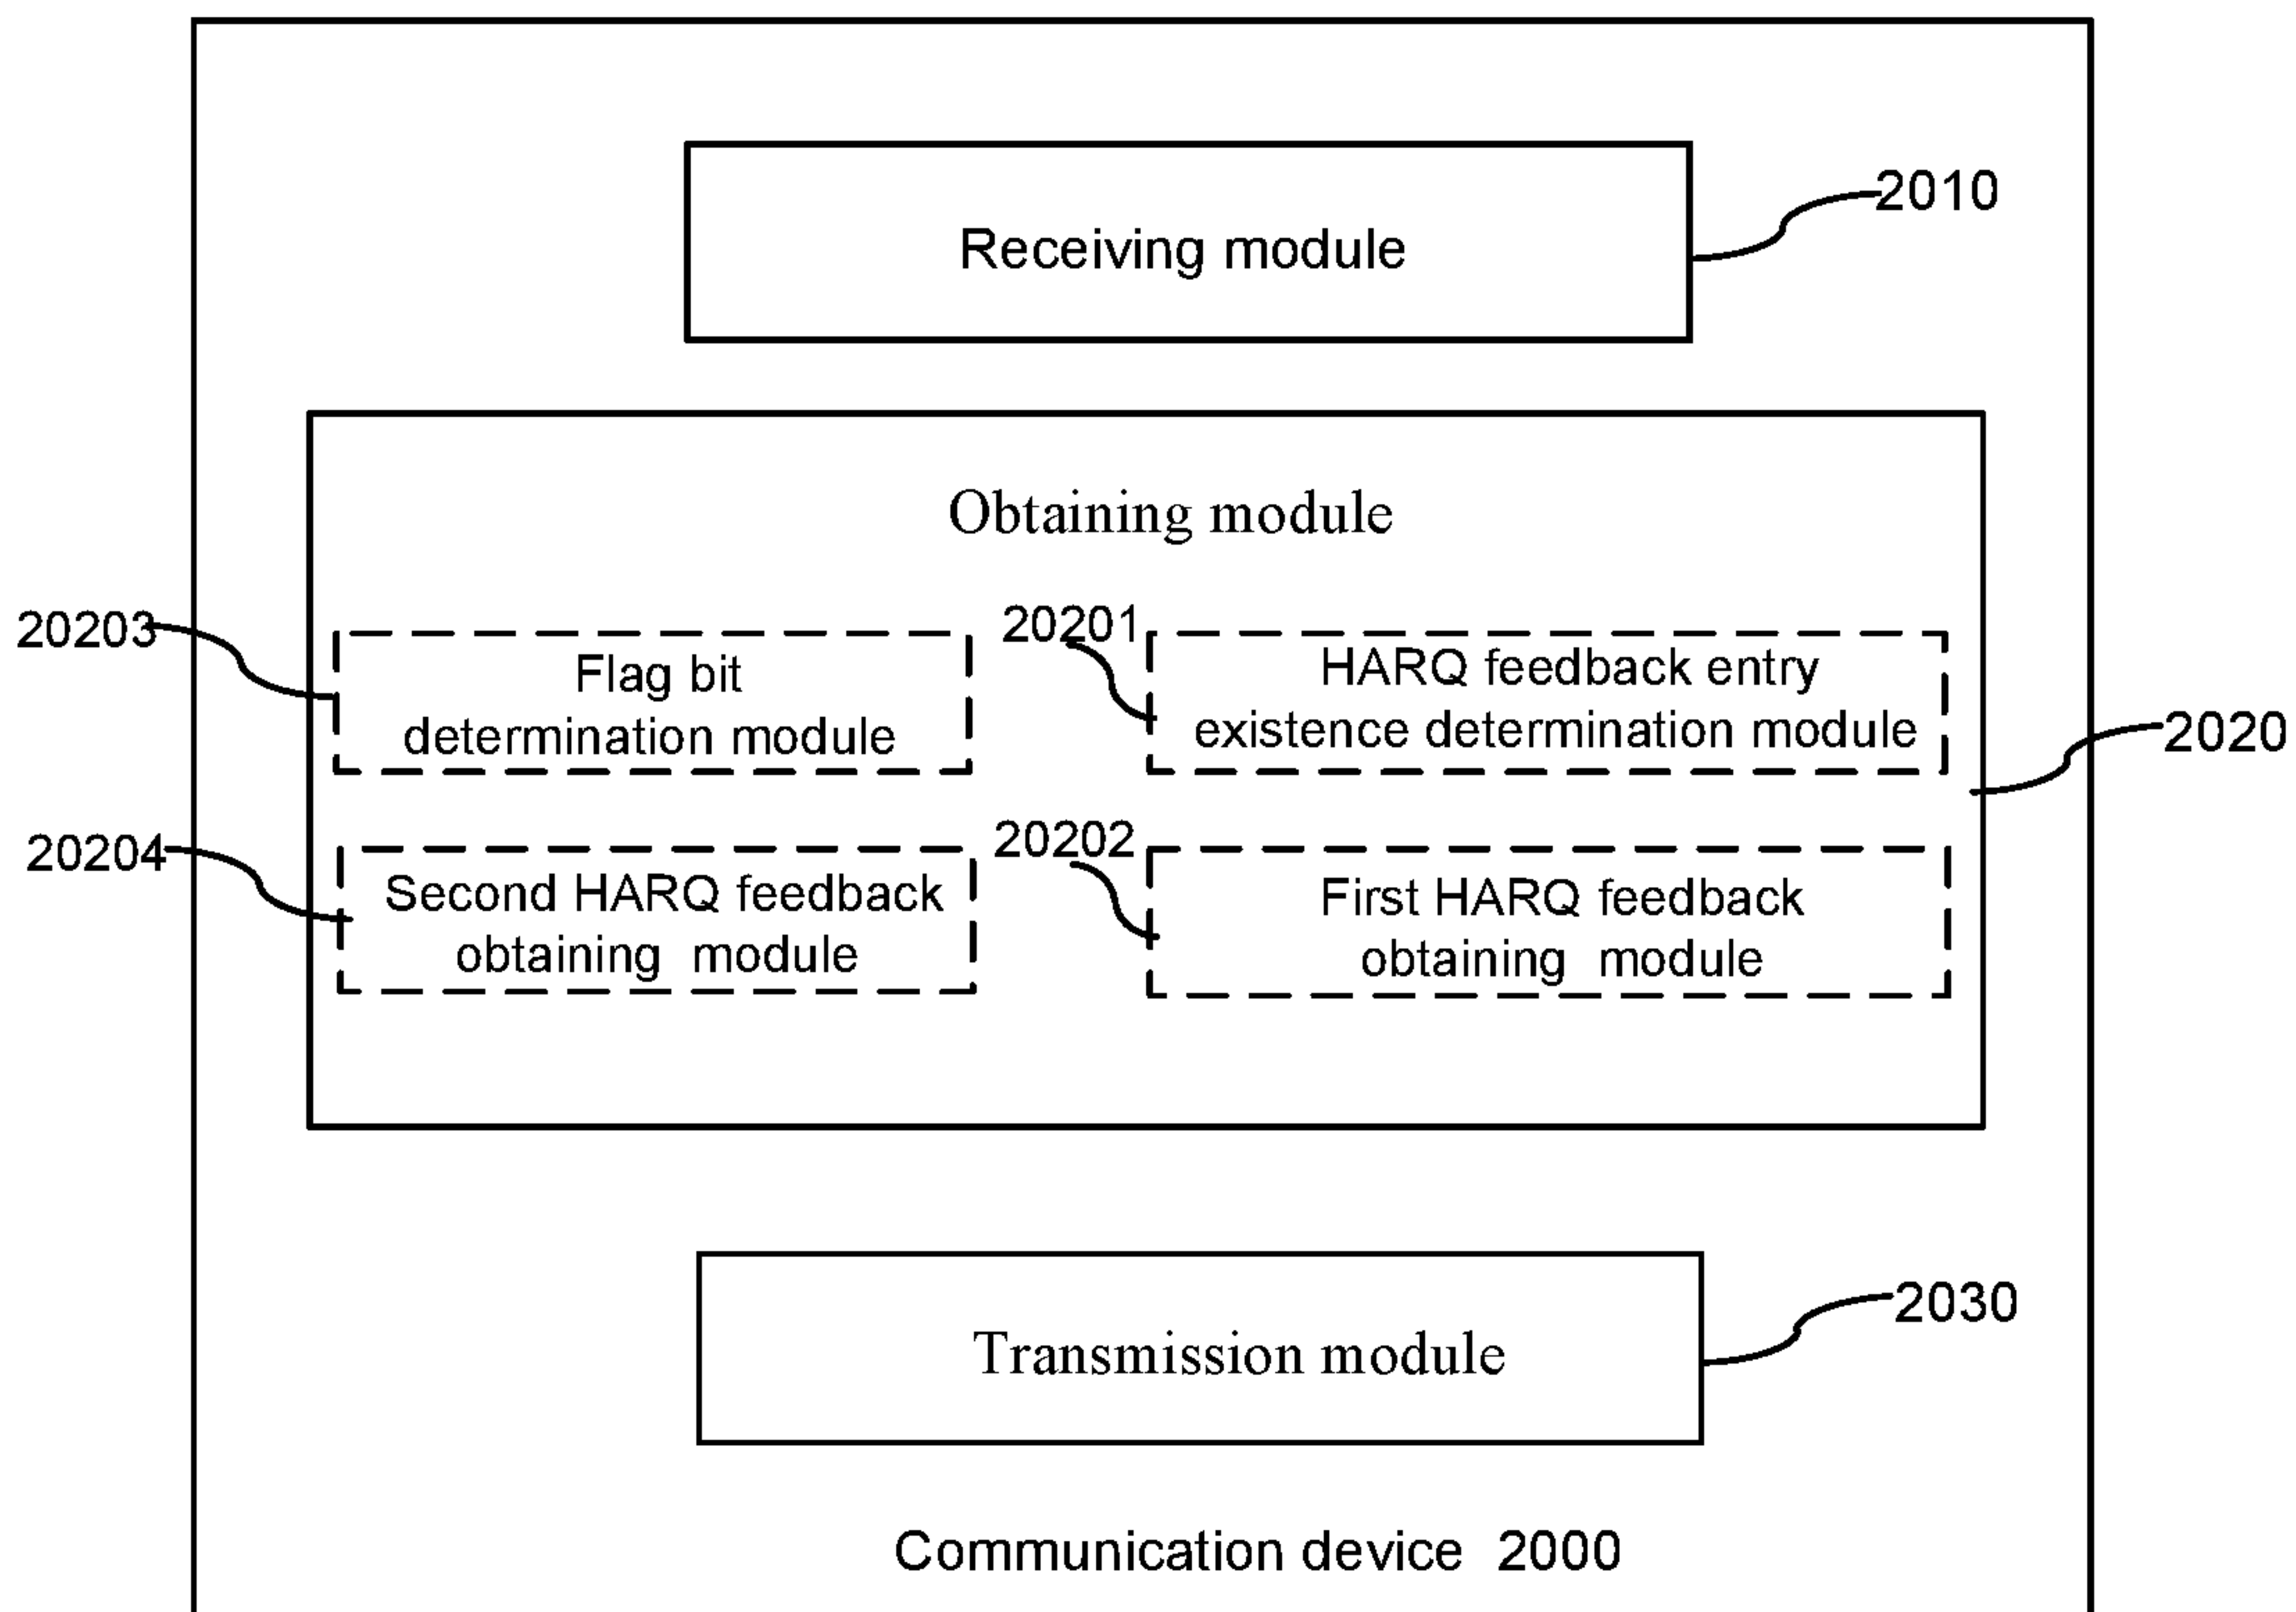 2010
Receiving module
Obtaining module
20203
20201
Flag bit
determination module
HARQ feedback entry
existence determination module
2020
20204
20202
Second HARQ feedback
obtaining module
First HARQ feedback
obtaining module
2030
Transmission module
Communication device 2000